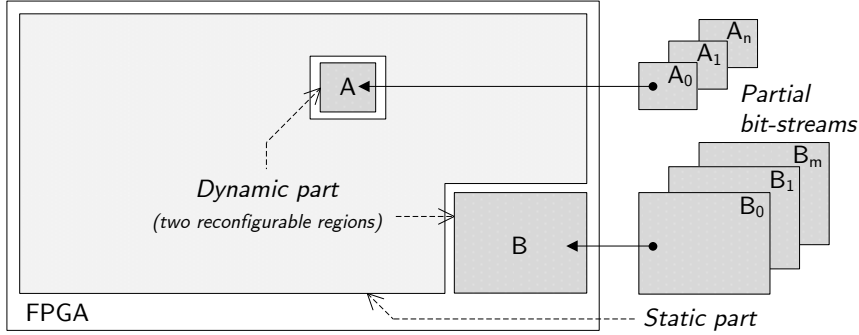 Aₙ
A₁
A₀
A
Partial
bit-streams
Bₘ
B₁
B₀
Dynamic part
(two reconfigurable regions)
B
FPGA
Static part